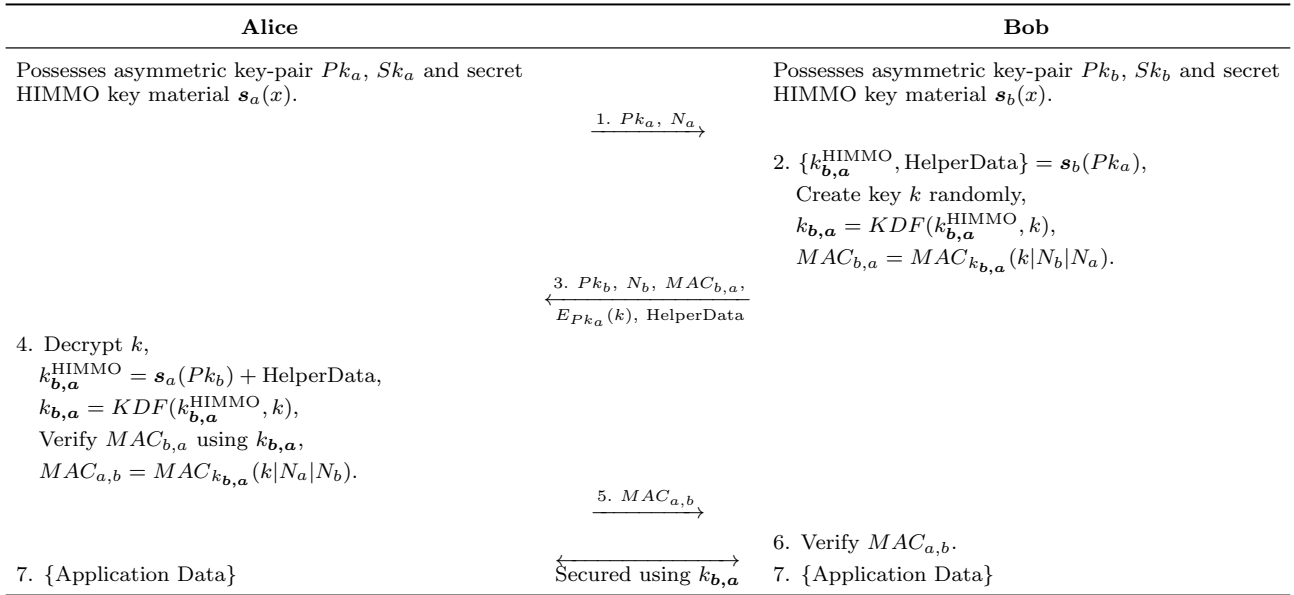 Alice Bob
Possesses asymmetric key-pair Pk_a, Sk_a and secret HIMMO key material s_a(x).
Possesses asymmetric key-pair Pk_b, Sk_b and secret HIMMO key material s_b(x).
1. Pk_a, N_a
2. {k_{b,a}^{HIMMO}, HelperData} = s_b(Pk_a),
Create key k randomly,
k_{b,a} = KDF(k_{b,a}^{HIMMO}, k),
MAC_{b,a} = MAC_{k_{b,a}}(k|N_b|N_a).
3. Pk_b, N_b, MAC_{b,a},
E_{Pk_a}(k), HelperData
4. Decrypt k,
k_{b,a}^{HIMMO} = s_a(Pk_b) + HelperData,
k_{b,a} = KDF(k_{b,a}^{HIMMO}, k),
Verify MAC_{b,a} using k_{b,a},
MAC_{a,b} = MAC_{k_{b,a}}(k|N_a|N_b).
5. MAC_{a,b}
6. Verify MAC_{a,b}.
7. {Application Data} Secured using k_{b,a} 7. {Application Data}